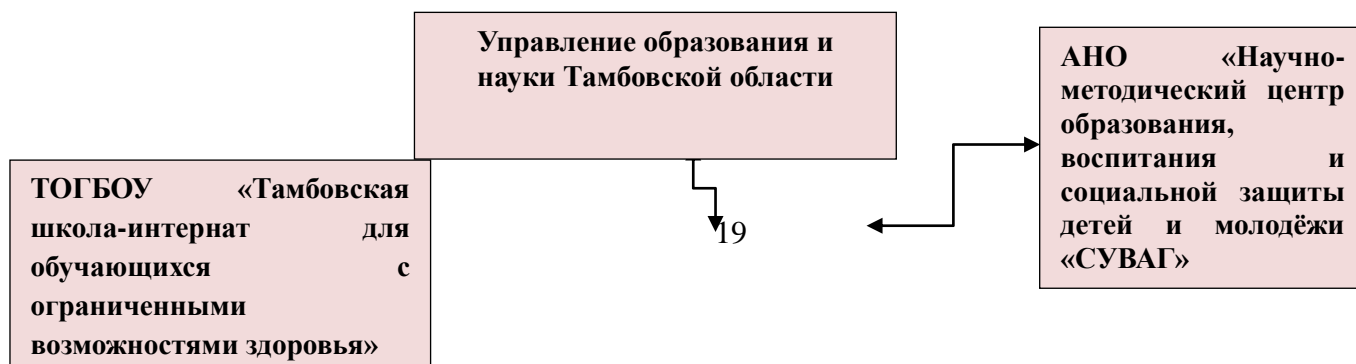 Управление образования и
науки Тамбовской области
АНО «Научно-
методический центр
образования,
воспитания и
социальной защиты
детей и молодёжи
«СУВАГ»
ТОГБОУ «Тамбовская
школа-интернат для
обучающихся с
ограниченными
возможностями здоровья»
19